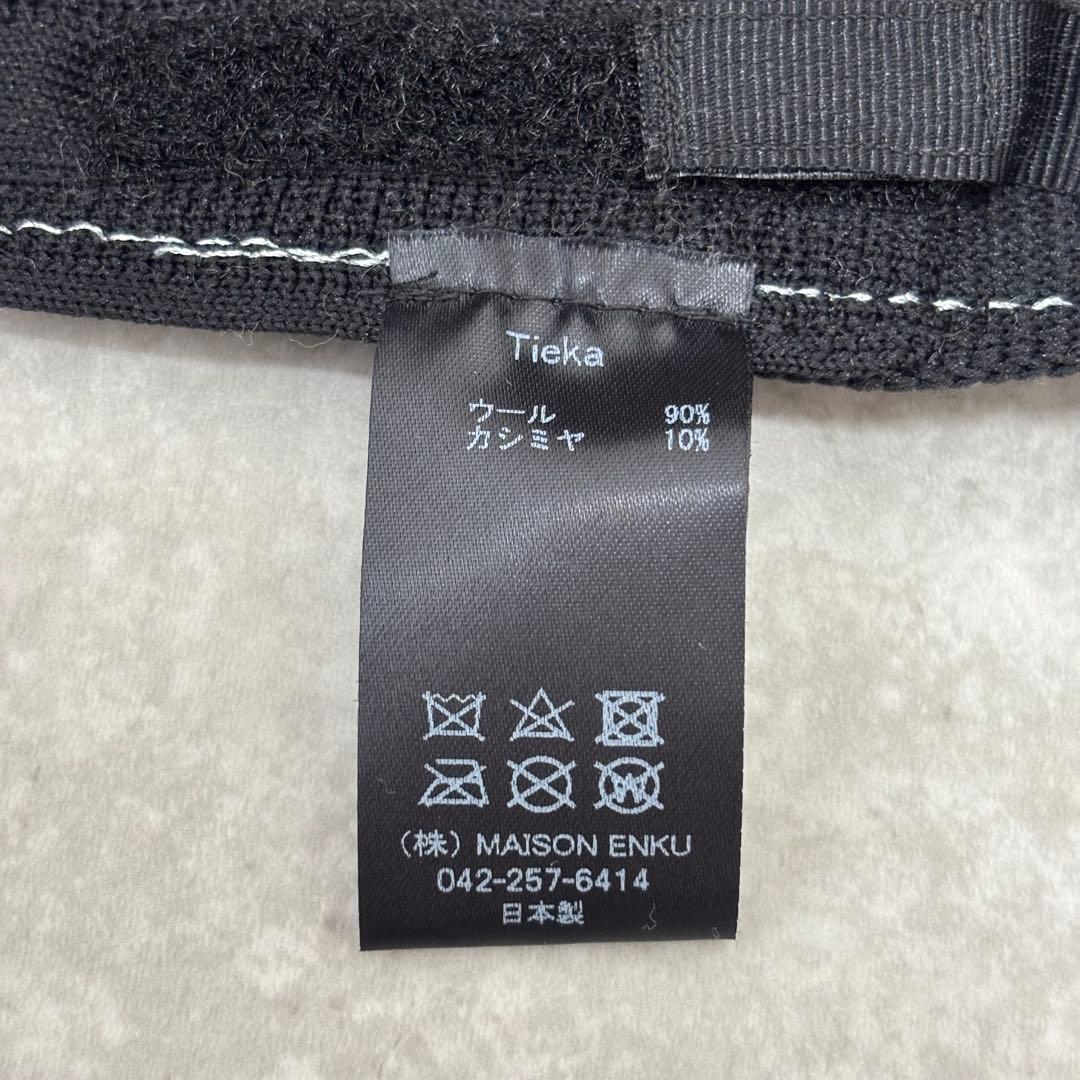 Tieka
ウール 90%
カシミヤ 10%
W
(株) MAISON ENKU
042-257-6414
日本製